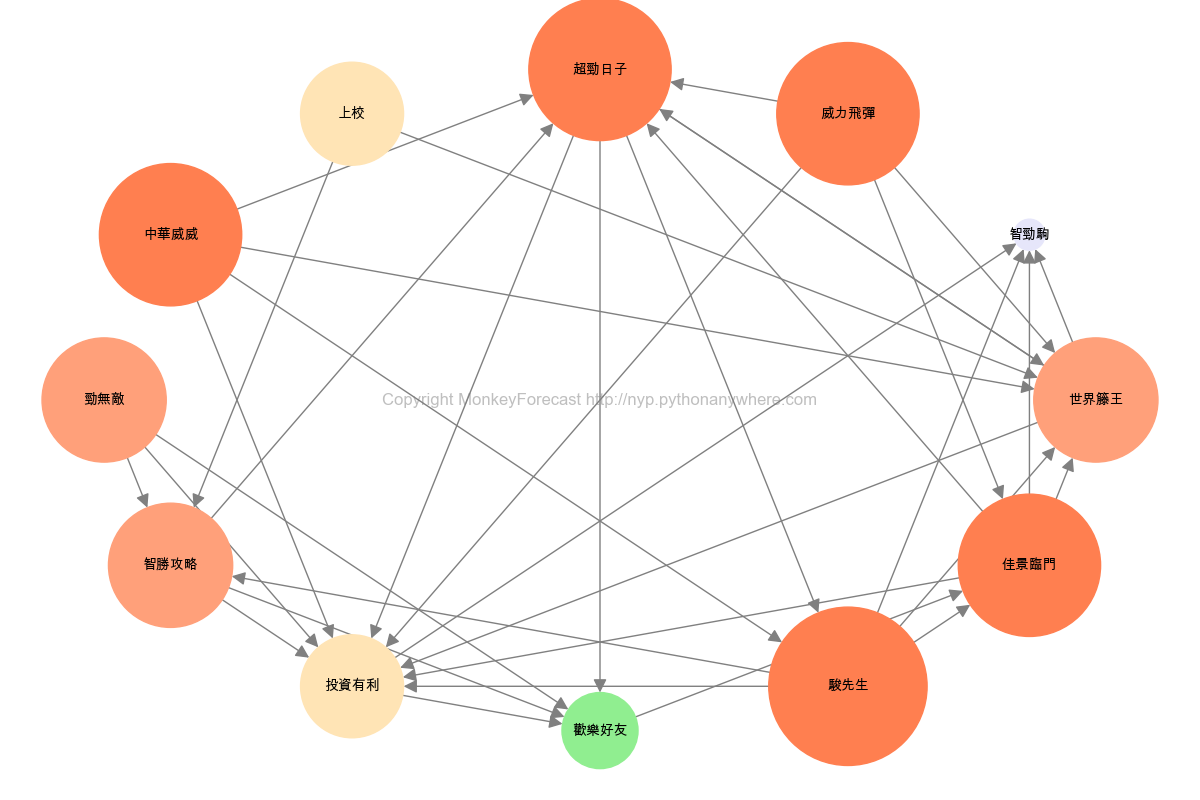 超勁日子
威力飛彈
上校
智勁駒
中華威威
勁無敵
Copyright MonkeyForecast http://nyp.pythonanywhere.com
世界籐王
智勝攻略
佳景臨門
投資有利
駿先生
歡樂好友